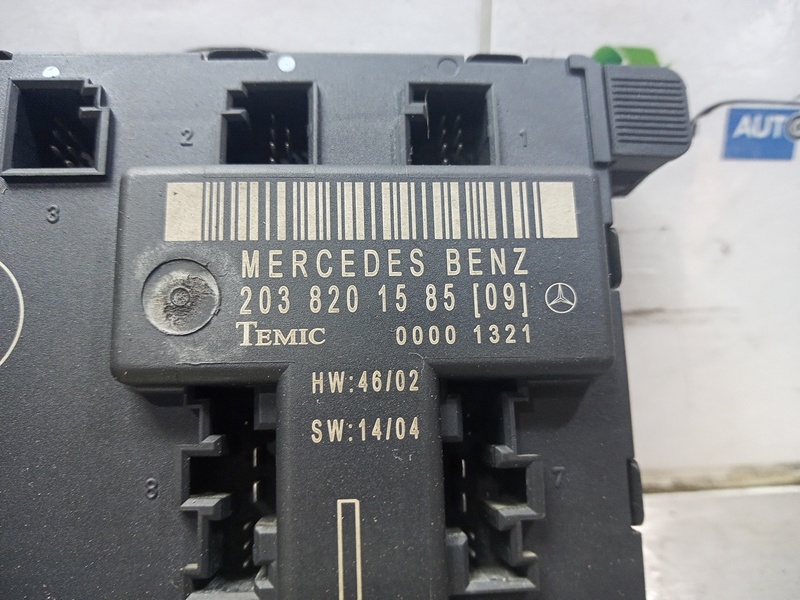 2
1
AUTO
3
MERCEDES BENZ
203 820 15 85 [09]
TEMIC 0000 1321
HW:46/02
SW:14/04
8
7